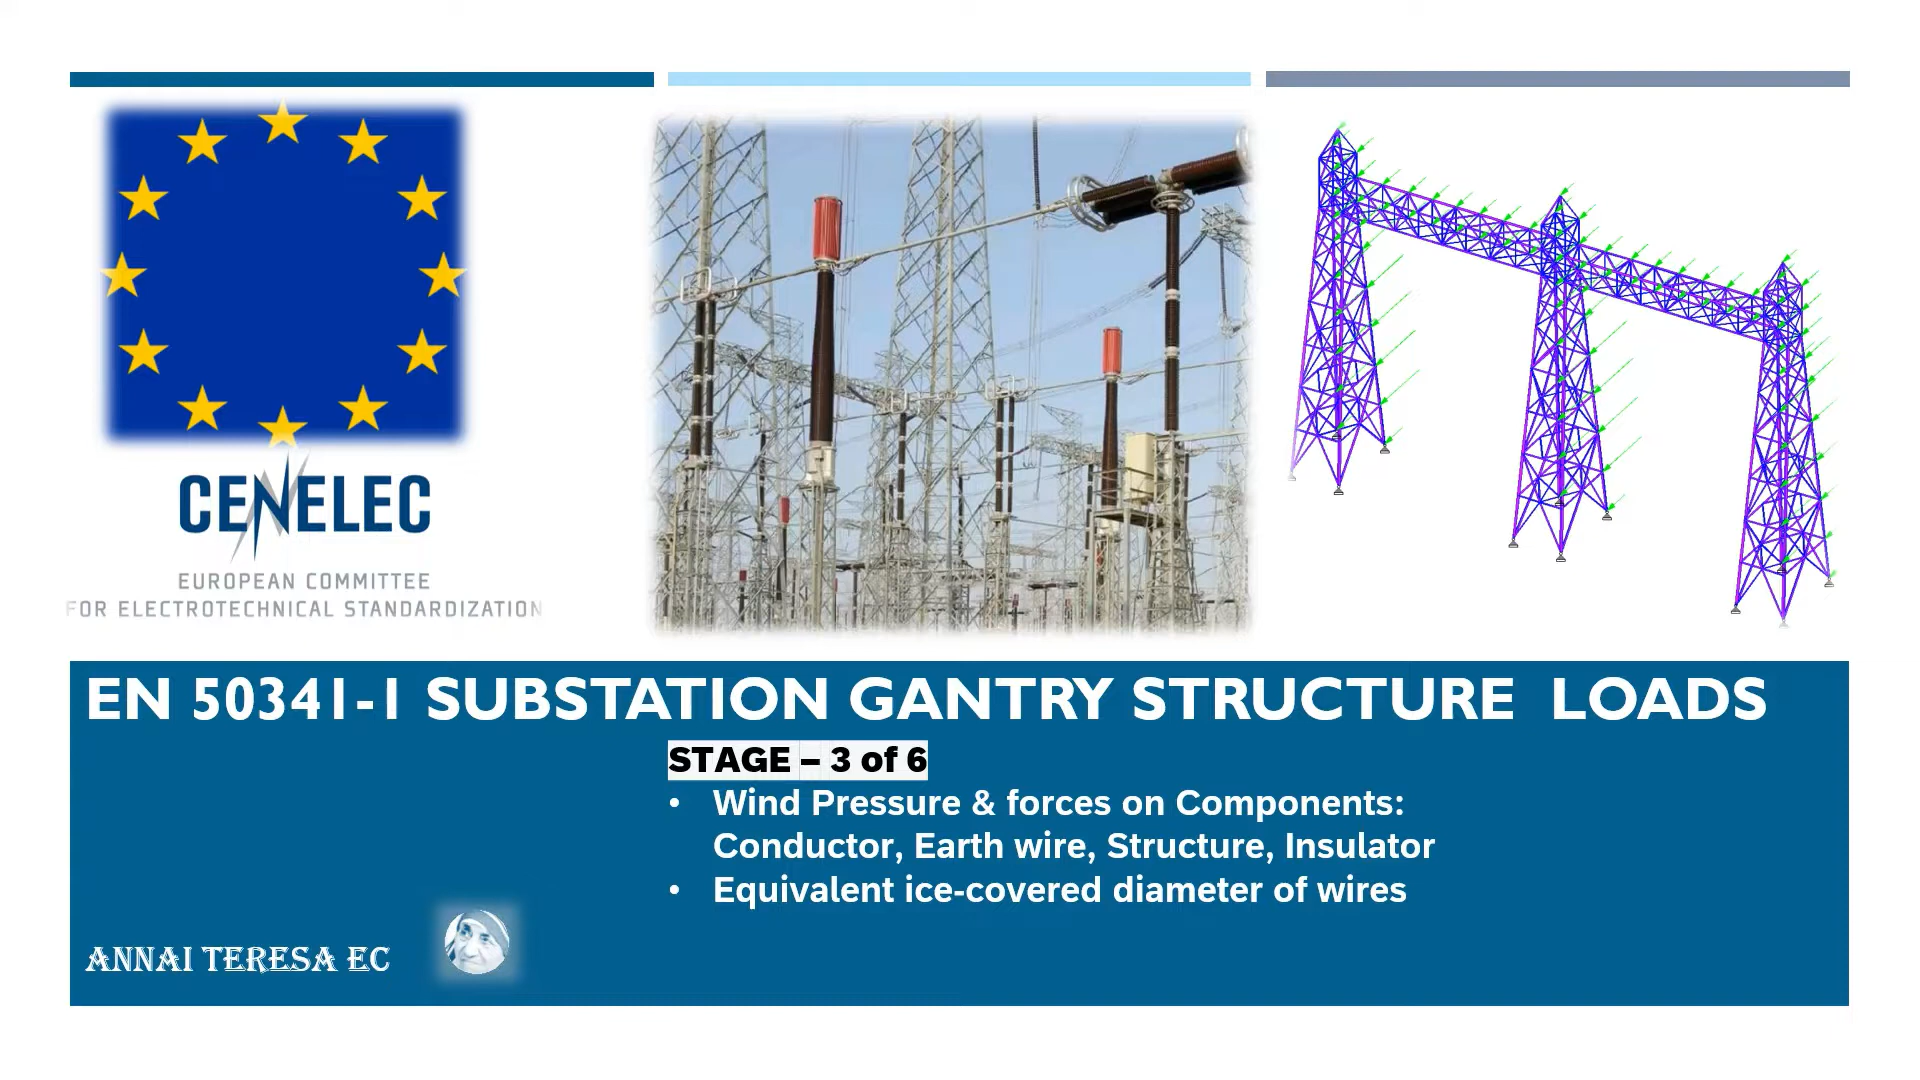 CENELEC
EUROPEAN COMMITTEE
FOR ELECTROTECHNICAL STANDARDIZATION
EN 50341-1 SUBSTATION GANTRY STRUCTURE LOADS
STAGE – 3 of 6
• Wind Pressure & forces on Components:
Conductor, Earth wire, Structure, Insulator
• Equivalent ice-covered diameter of wires
ANNAI TERESA EC